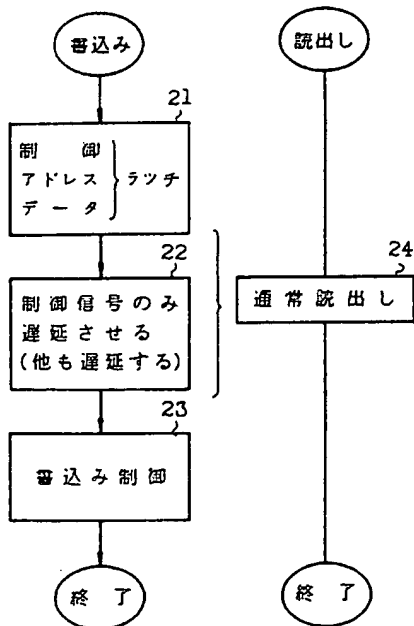 書込み
21
制御
アドレス
データ
ラッチ
22
制御信号のみ
遅延させる
(他も遅延する)
23
書込み制御
終了
読出し
24
通常読出し
終了